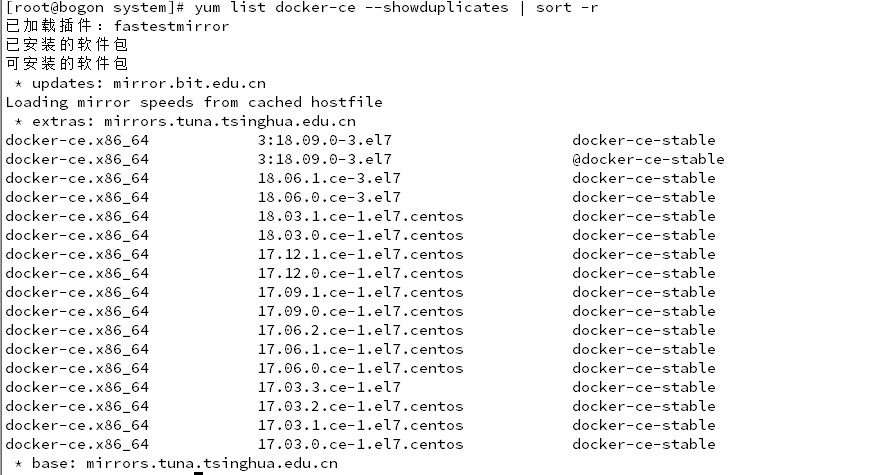 [root@bogon system]# yum list docker-ce --showduplicates | sort -r
已加载插件：fastestmirror
已安装的软件包
可安装的软件包
 * updates: mirror.bit.edu.cn
Loading mirror speeds from cached hostfile
 * extras: mirrors.tuna.tsinghua.edu.cn
docker-ce.x86_64            3:18.09.0-3.el7                     docker-ce-stable
docker-ce.x86_64            3:18.09.0-3.el7                     @docker-ce-stable
docker-ce.x86_64            18.06.1.ce-3.el7                    docker-ce-stable
docker-ce.x86_64            18.06.0.ce-3.el7                    docker-ce-stable
docker-ce.x86_64            18.03.1.ce-1.el7.centos             docker-ce-stable
docker-ce.x86_64            18.03.0.ce-1.el7.centos             docker-ce-stable
docker-ce.x86_64            17.12.1.ce-1.el7.centos             docker-ce-stable
docker-ce.x86_64            17.12.0.ce-1.el7.centos             docker-ce-stable
docker-ce.x86_64            17.09.1.ce-1.el7.centos             docker-ce-stable
docker-ce.x86_64            17.09.0.ce-1.el7.centos             docker-ce-stable
docker-ce.x86_64            17.06.2.ce-1.el7.centos             docker-ce-stable
docker-ce.x86_64            17.06.1.ce-1.el7.centos             docker-ce-stable
docker-ce.x86_64            17.06.0.ce-1.el7.centos             docker-ce-stable
docker-ce.x86_64            17.03.3.ce-1.el7                    docker-ce-stable
docker-ce.x86_64            17.03.2.ce-1.el7.centos             docker-ce-stable
docker-ce.x86_64            17.03.1.ce-1.el7.centos             docker-ce-stable
docker-ce.x86_64            17.03.0.ce-1.el7.centos             docker-ce-stable
 * base: mirrors.tuna.tsinghua.edu.cn